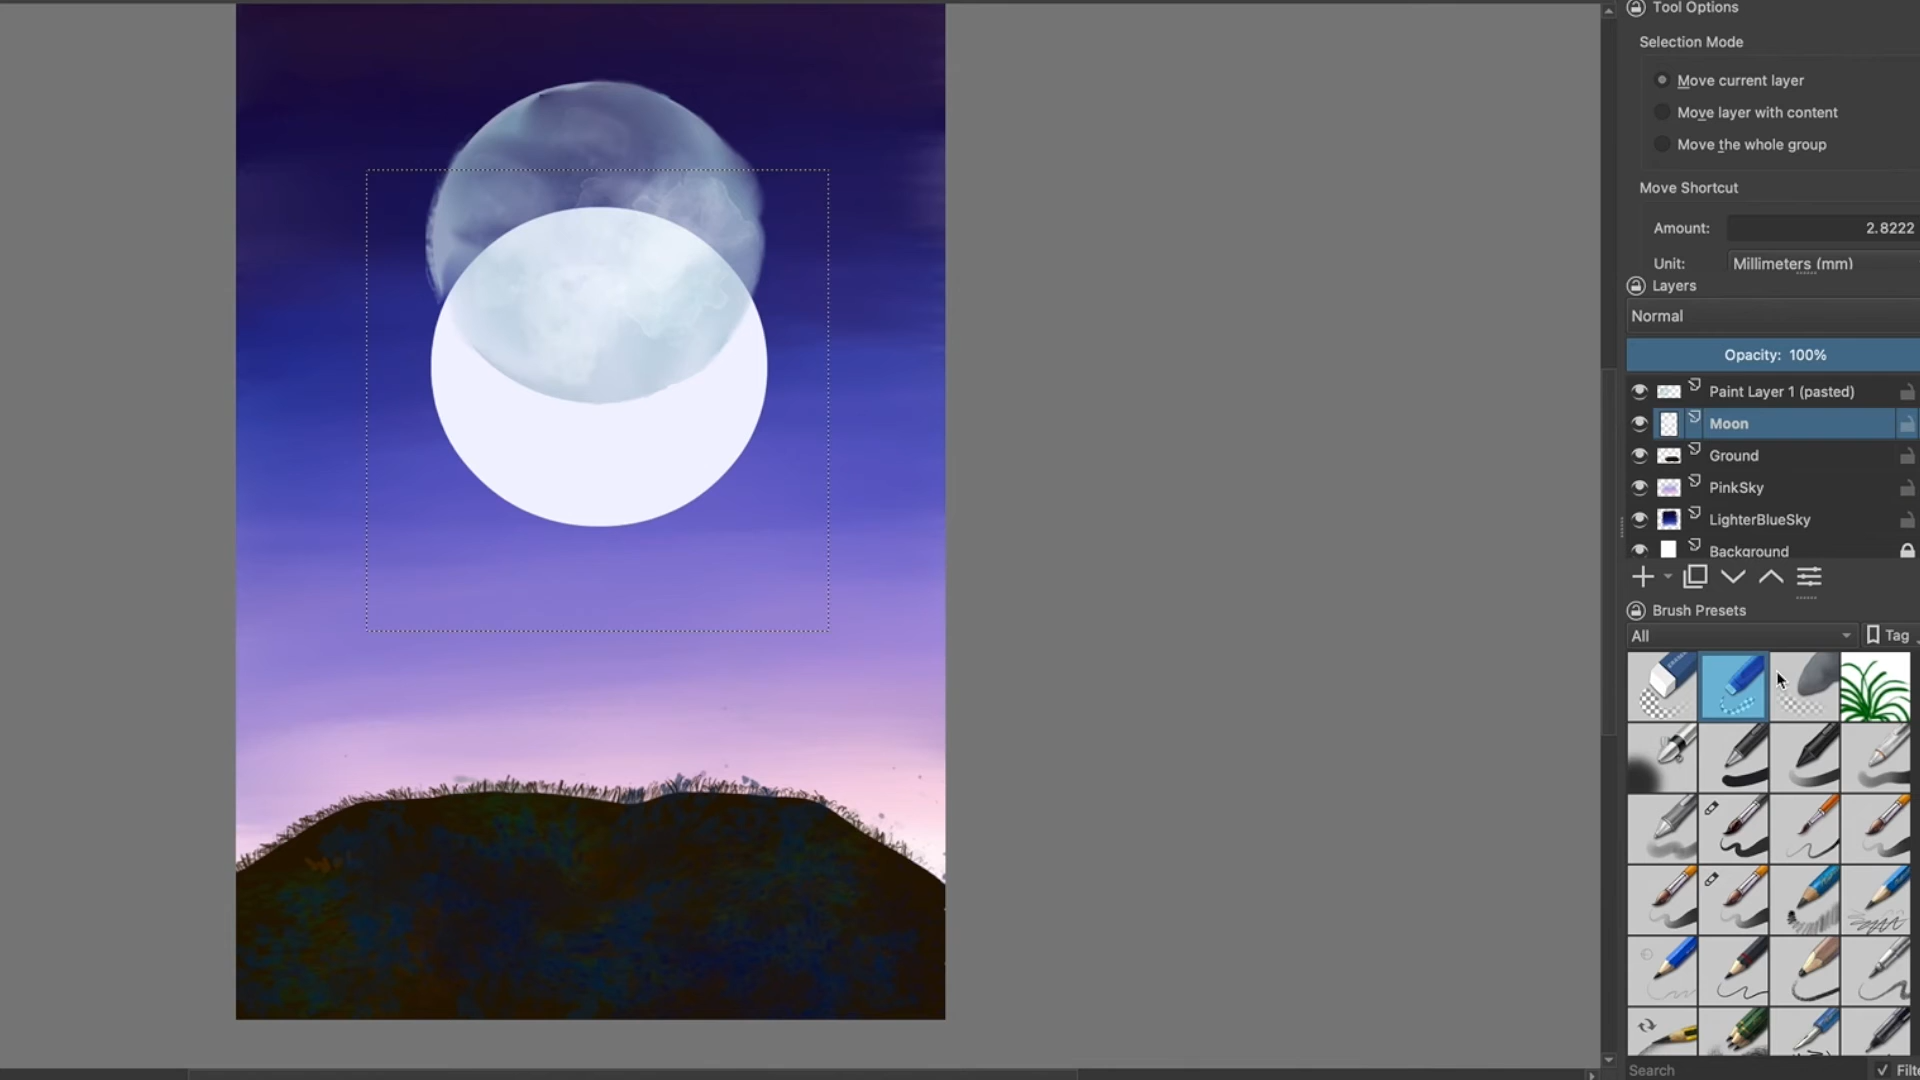 Tool Options
Selection Mode
Move current layer
Move layer with content
Move the whole group
Move Shortcut
Amount: 2.8222
Unit: Millimeters (mm)
Layers
Normal
Opacity: 100%
Paint Layer 1 (pasted)
Moon
Ground
PinkSky
LighterBlueSky
Background
Brush Presets
All Tag
Search